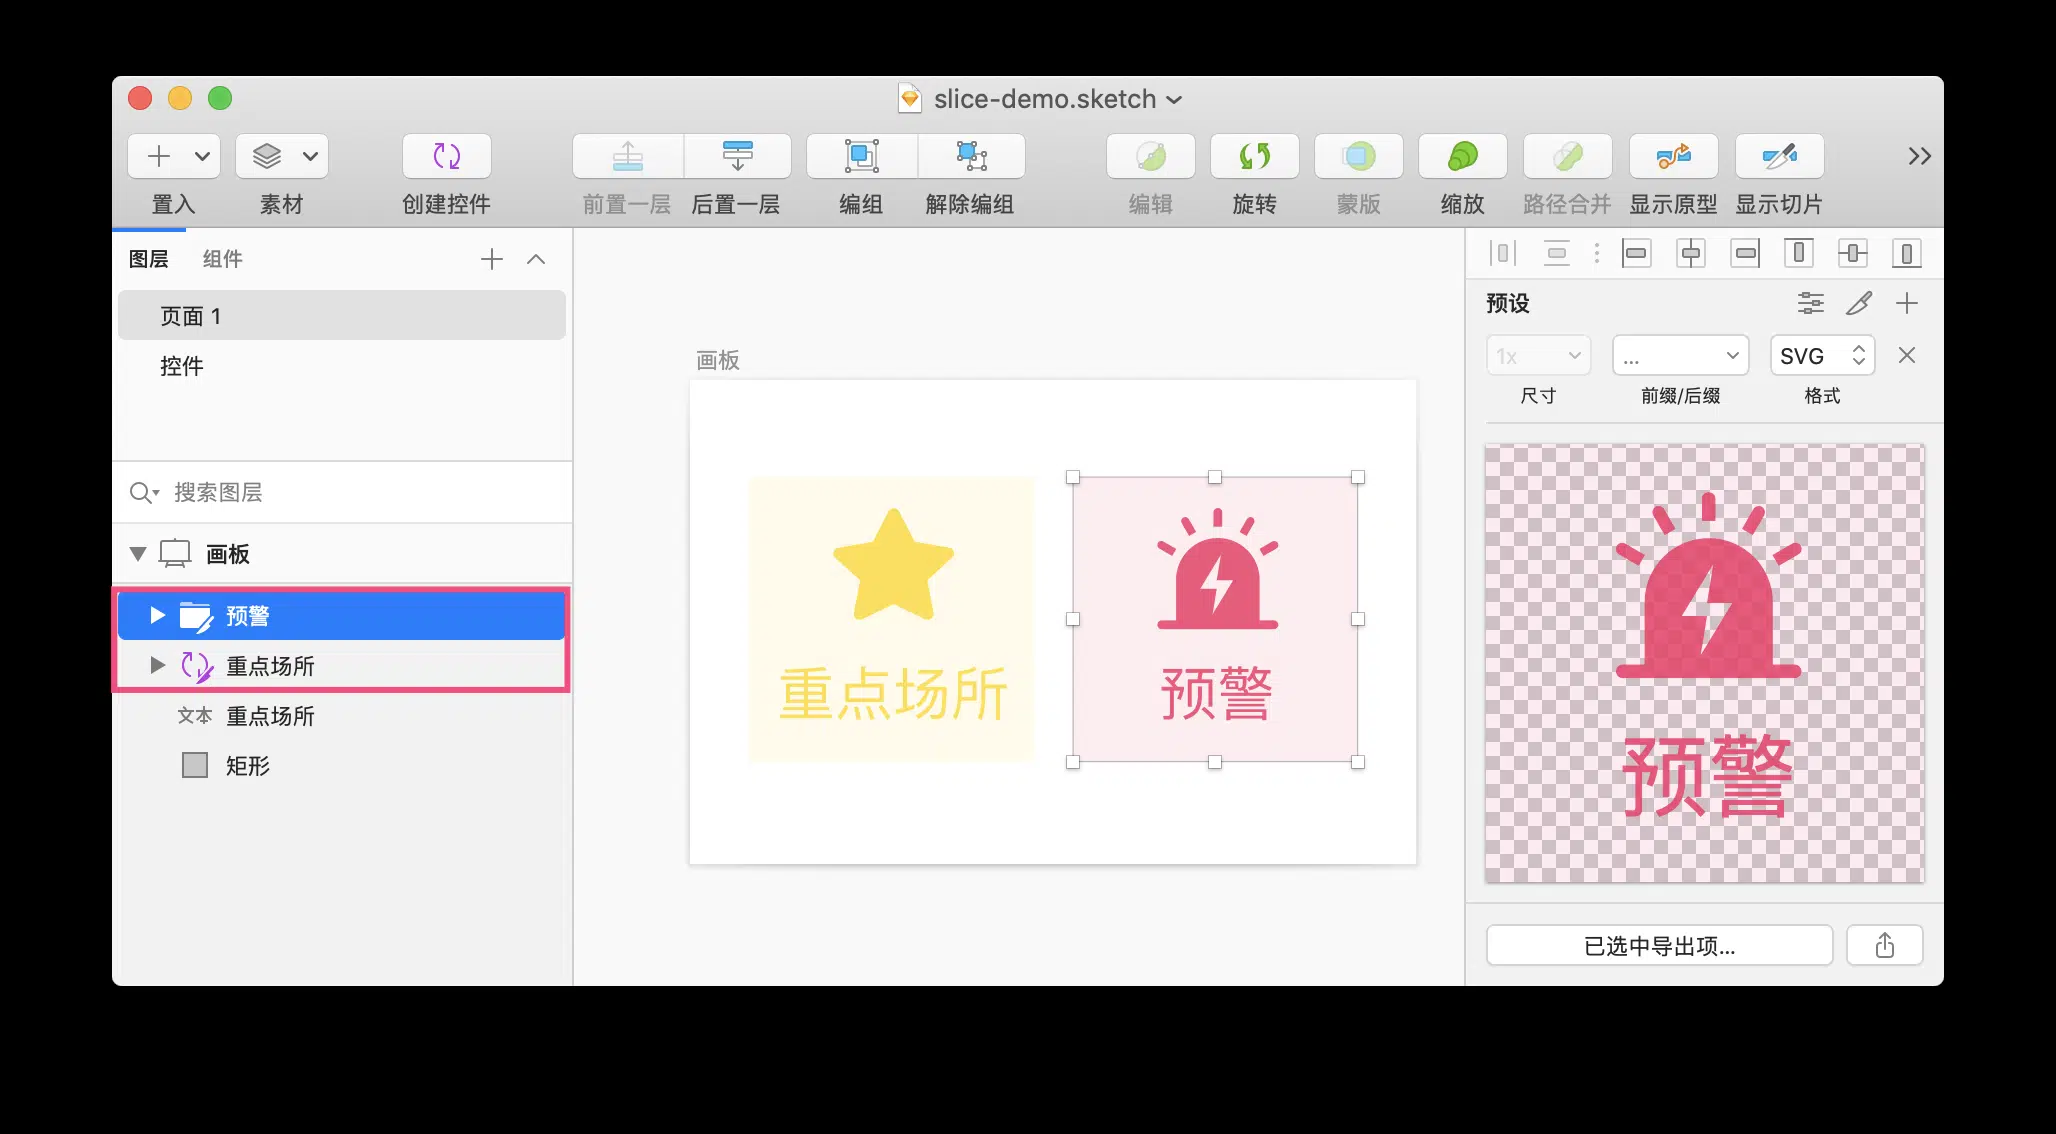 slice-demo.sketch
置入
素材
创建控件
前置一层
后置一层
编组
解除编组
编辑
旋转
蒙版
缩放
路径合并
显示原型
显示切片
图层
组件
页面 1
控件
搜索图层
画板
预警
重点场所
文本 重点场所
矩形
画板
重点场所
预警
预设
1x
...
SVG
尺寸
前缀/后缀
格式
预警
已选中导出项...